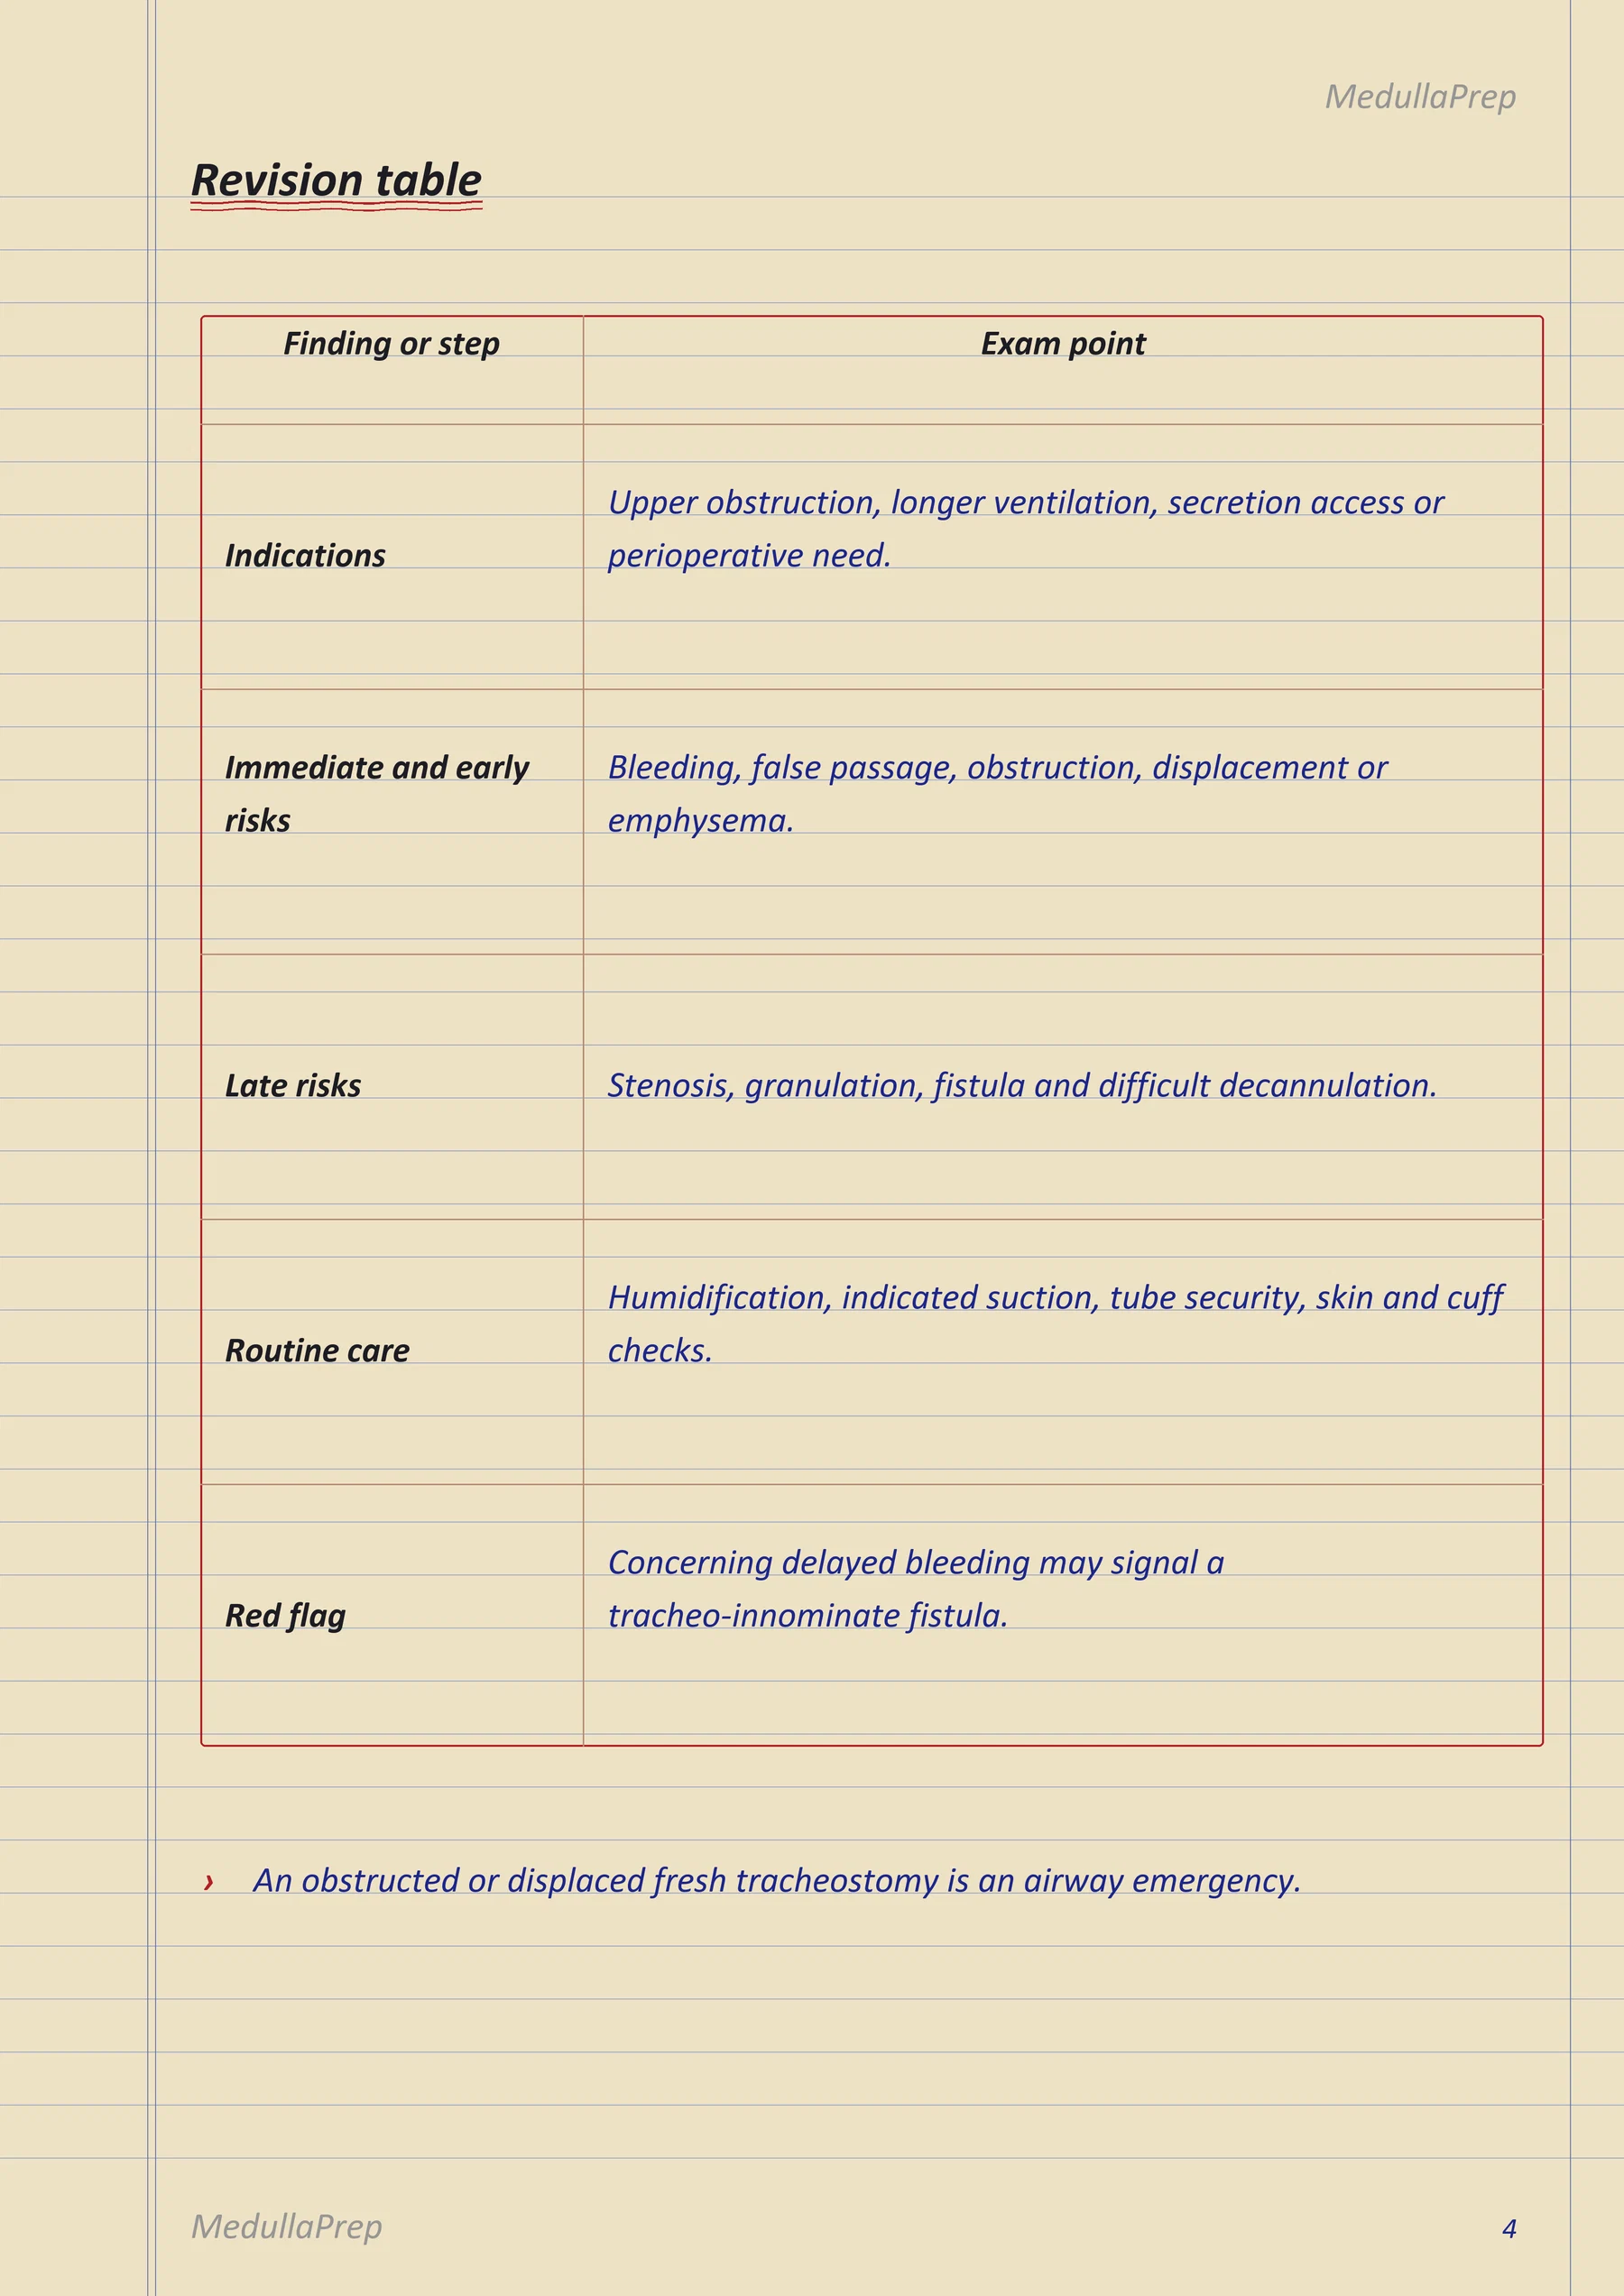 MedullaPrep
Revision table
Finding or step
Exam point
Indications
Upper obstruction, longer ventilation, secretion access or
perioperative need.
Immediate and early
risks
Bleeding, false passage, obstruction, displacement or
emphysema.
Late risks
Stenosis, granulation, fistula and difficult decannulation.
Routine care
Humidification, indicated suction, tube security, skin and cuff
checks.
Red flag
Concerning delayed bleeding may signal a
tracheo-innominate fistula.
› An obstructed or displaced fresh tracheostomy is an airway emergency.
MedullaPrep
4